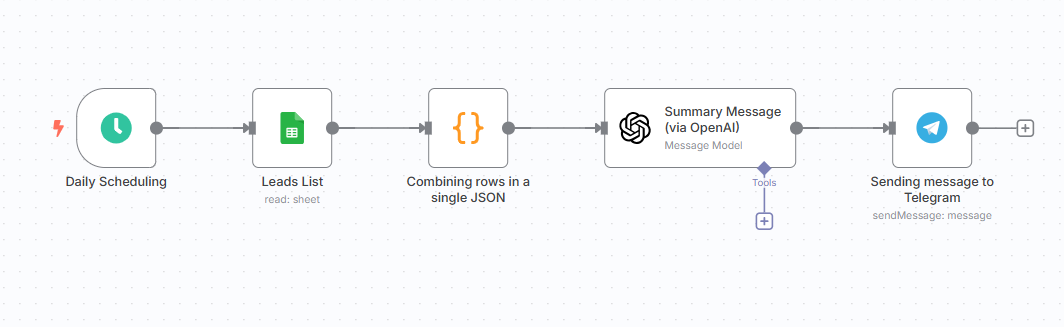 Daily Scheduling
Leads List
read: sheet
Combining rows in a
single JSON
Summary Message
(via OpenAI)
Message Model
Tools
Sending message to
Telegram
sendMessage: message